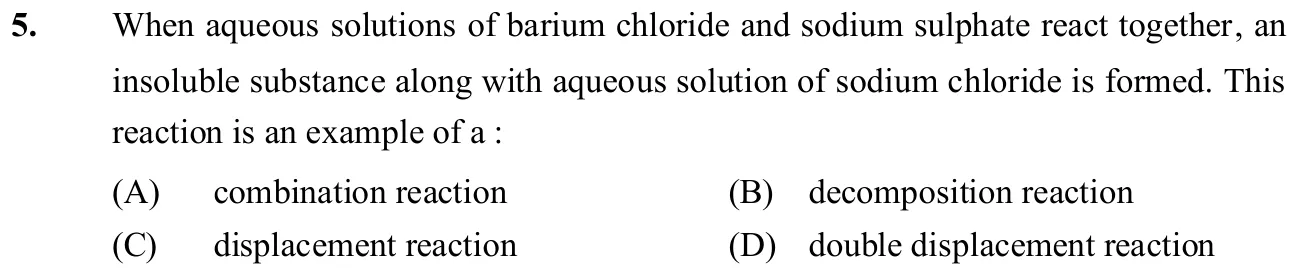 5. When aqueous solutions of barium chloride and sodium sulphate react together, an
insoluble substance along with aqueous solution of sodium chloride is formed. This
reaction is an example of a :
(A) combination reaction (B) decomposition reaction
(C) displacement reaction (D) double displacement reaction